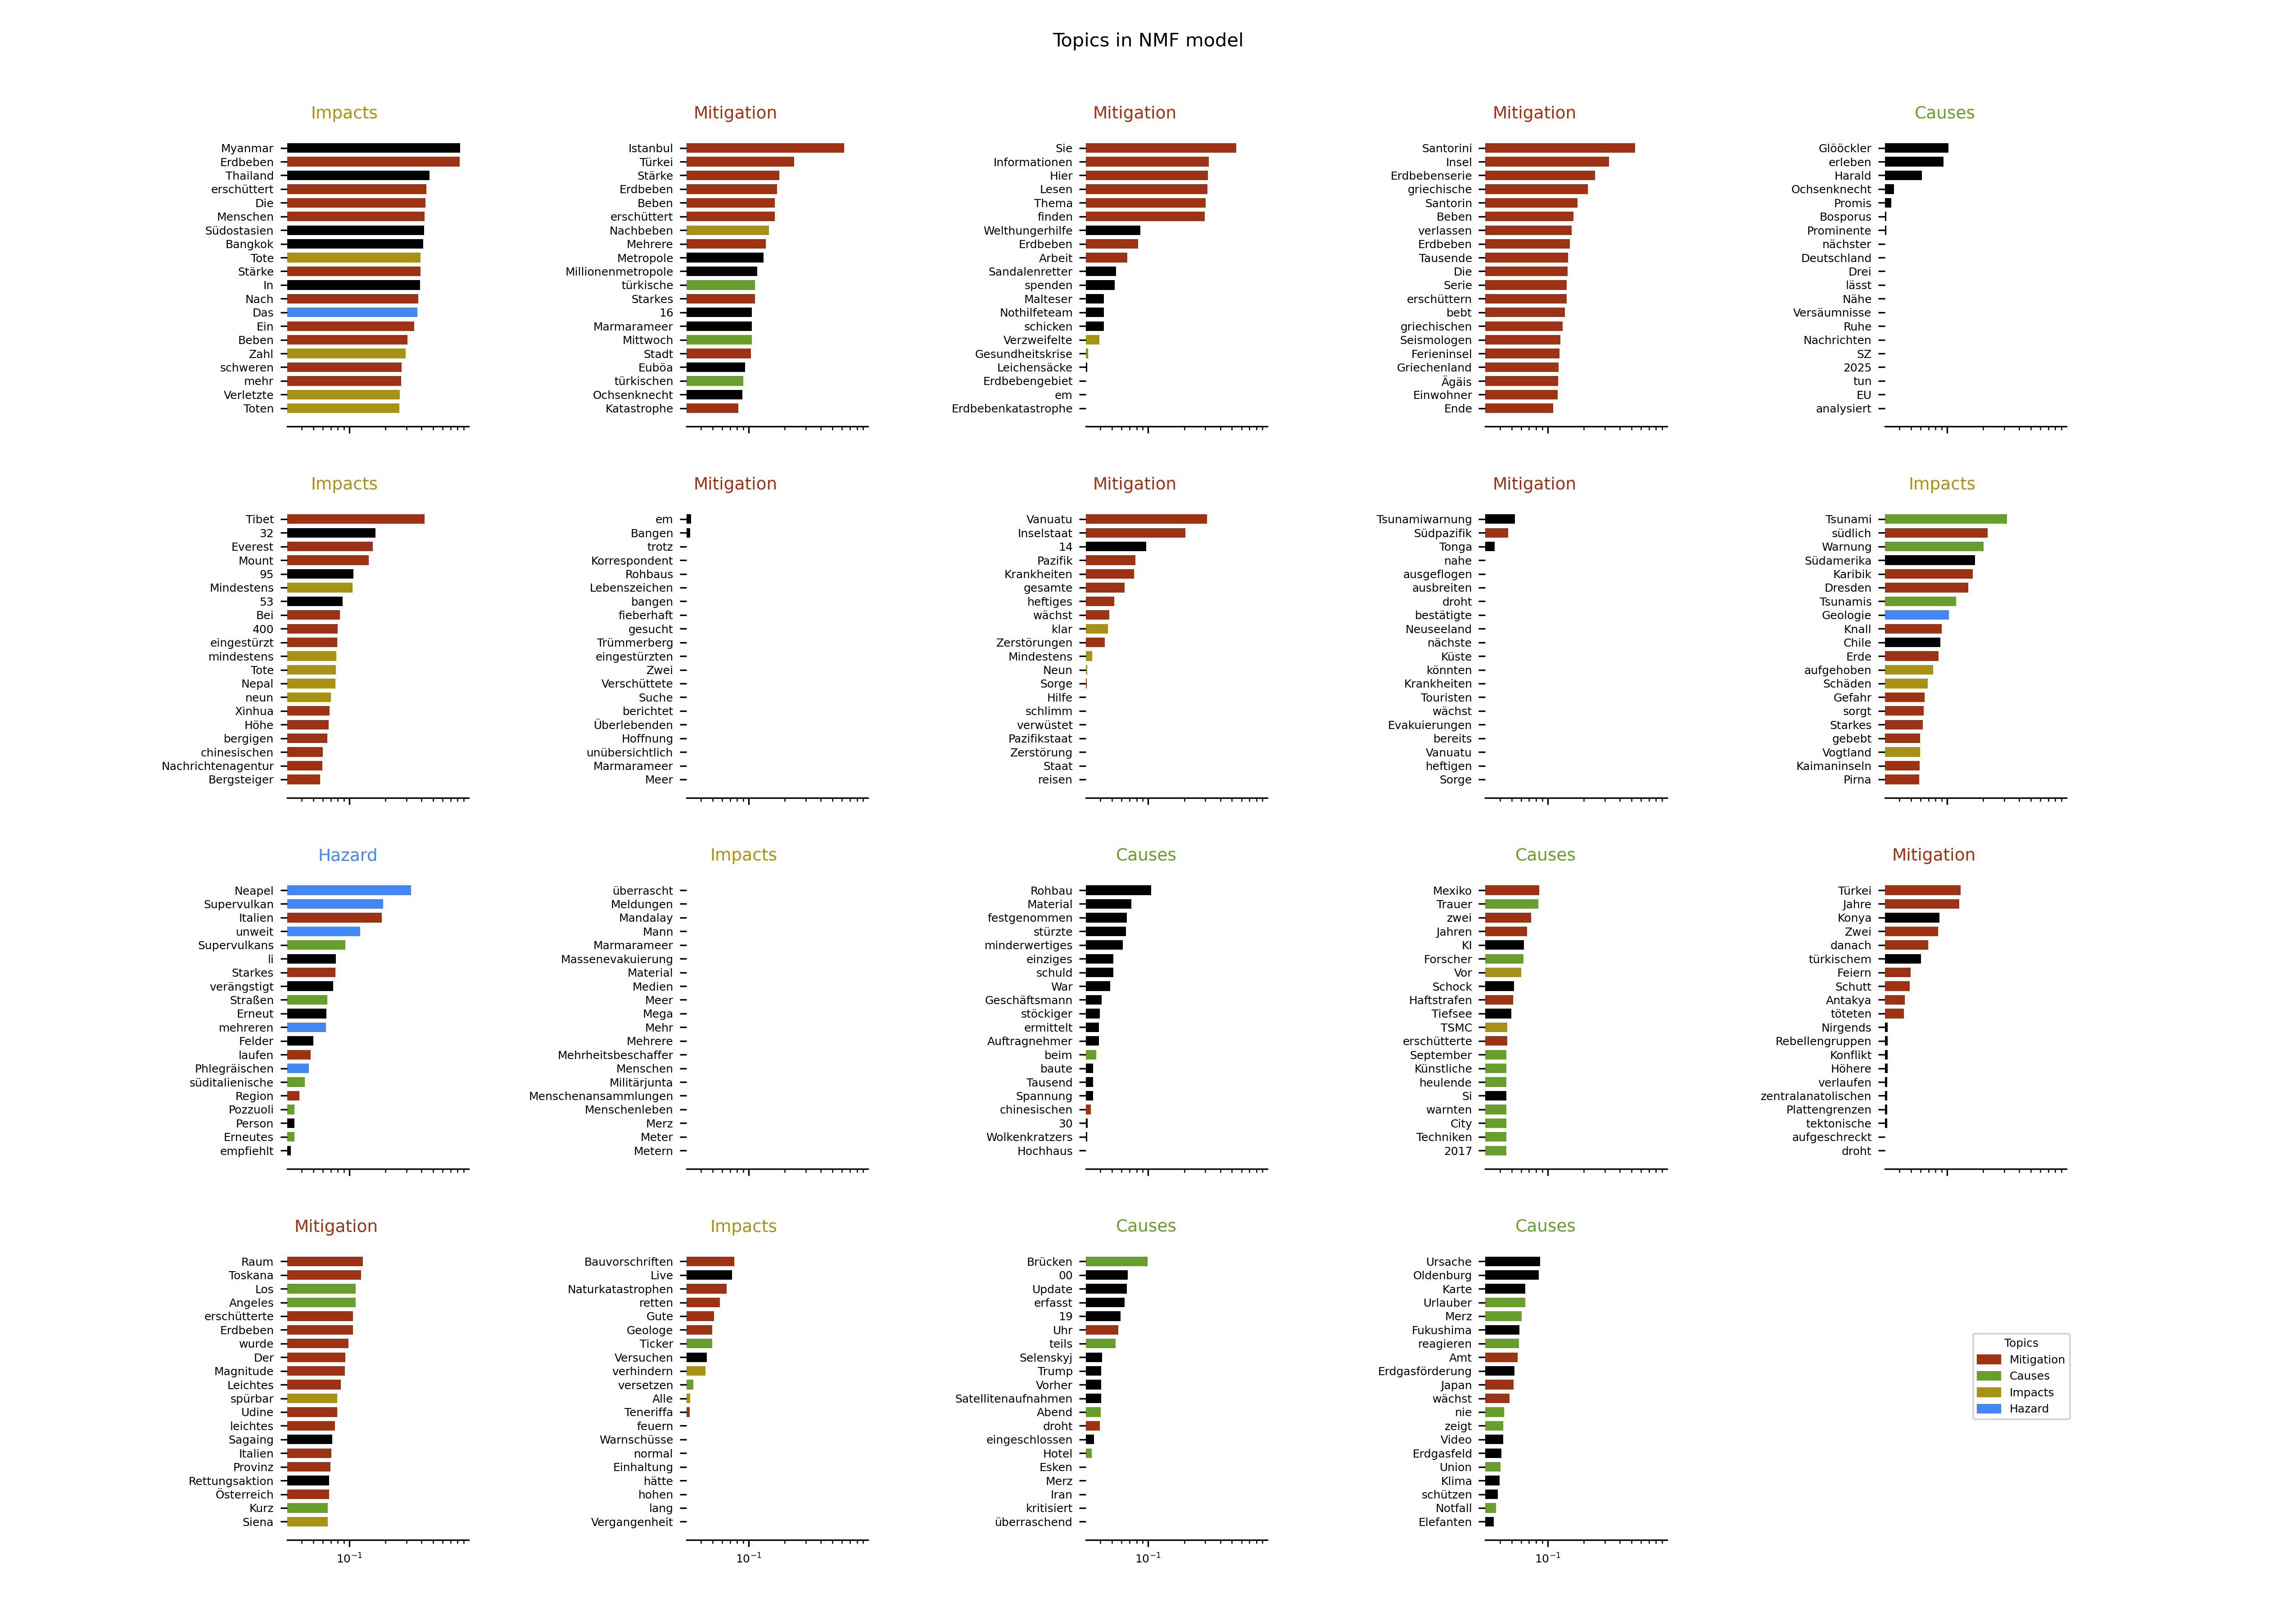 Topics in NMF model
Impacts
Myanmar
Erdbeben
Thailand
erschüttert
Die
Menschen
Südostasien
Bangkok
Tote
Stärke
In
Nach
Das
Ein
Beben
Zahl
schweren
mehr
Verletzte
Toten
Mitigation
Istanbul
Türkei
Stärke
Erdbeben
Beben
erschüttert
Nachbeben
Mehrere
Metropole
Millionenmetropole
türkische
Starkes
16
Marmarameer
Mittwoch
Stadt
Euböa
türkischen
Ochsenknecht
Katastrophe
Mitigation
Sie
Informationen
Hier
Lesen
Thema
finden
Welthungerhilfe
Erdbeben
Arbeit
Sandalenretter
spenden
Malteser
Nothilfeteam
schicken
Verzweifelte
Gesundheitskrise
Leichensäcke
Erdbebengebiet
em
Erdbebenkatastrophe
Mitigation
Santorini
Insel
Erdbebenserie
griechische
Santorin
Beben
verlassen
Erdbeben
Tausende
Die
Serie
erschüttern
bebt
griechischen
Seismologen
Ferieninsel
Griechenland
Ägäis
Einwohner
Ende
Causes
Glööckler
erleben
Harald
Ochsenknecht
Promis
Bosporus
Prominente
nächster
Deutschland
Drei
lässt
Nähe
Versäumnisse
Ruhe
Nachrichten
SZ
2025
tun
EU
analysiert
Impacts
Tibet
32
Everest
Mount
95
Mindestens
53
Bei
400
eingestürzt
mindestens
Tote
Nepal
neun
Xinhua
Höhe
bergigen
chinesischen
Nachrichtenagentur
Bergsteiger
Mitigation
em
Bangen
trotz
Korrespondent
Rohbaus
Lebenszeichen
bangen
fieberhaft
gesucht
Trümmerberg
eingestürzten
Zwei
Verschüttete
Suche
berichtet
Überlebenden
Hoffnung
unübersichtlich
Marmarameer
Meer
Mitigation
Vanuatu
Inselstaat
14
Pazifik
Krankheiten
gesamte
heftiges
wächst
klar
Zerstörungen
Mindestens
Neun
Sorge
Hilfe
schlimm
verwüstet
Pazifikstaat
Zerstörung
Staat
reisen
Mitigation
Tsunamiwarnung
Südpazifik
Tonga
nahe
ausgeflogen
ausbreiten
droht
bestätigte
Neuseeland
nächste
Küste
könnten
Krankheiten
Touristen
wächst
Evakuierungen
bereits
Vanuatu
heftigen
Sorge
Impacts
Tsunami
südlich
Warnung
Südamerika
Karibik
Dresden
Tsunamis
Geologie
Knall
Chile
Erde
aufgehoben
Schäden
Gefahr
sorgt
Starkes
gebebt
Vogtland
Kaimaninseln
Pirna
Hazard
Neapel
Supervulkan
Italien
unweit
Supervulkans
li
Starkes
verängstigt
Straßen
Erneut
mehreren
Felder
laufen
Phlegräischen
süditalienische
Region
Pozzuoli
Person
Erneutes
empfiehlt
Impacts
überrascht
Meldungen
Mandalay
Mann
Marmarameer
Massenevakuierung
Material
Medien
Meer
Mega
Mehr
Mehrere
Mehrheitsbeschaffer
Menschen
Militärjunta
Menschenansammlungen
Menschenleben
Merz
Meter
Metern
Causes
Rohbau
Material
festgenommen
stürzte
minderwertiges
einziges
schuld
War
Geschäftsmann
stöckiger
ermittelt
Auftragnehmer
beim
baute
Tausend
Spannung
chinesischen
30
Wolkenkratzers
Hochhaus
Causes
Mexiko
Trauer
zwei
Jahren
KI
Forscher
Vor
Schock
Haftstrafen
Tiefsee
TSMC
erschütterte
September
Künstliche
heulende
Si
warnten
City
Techniken
2017
Mitigation
Türkei
Jahre
Konya
Zwei
danach
türkischem
Feiern
Schutt
Antakya
töteten
Nirgends
Rebellengruppen
Konflikt
Höhere
verlaufen
zentralanatolischen
Plattengrenzen
tektonische
aufgeschreckt
droht
Mitigation
Raum
Toskana
Los
Angeles
erschütterte
Erdbeben
wurde
Der
Magnitude
Leichtes
spürbar
Udine
leichtes
Sagaing
Italien
Provinz
Rettungsaktion
Österreich
Kurz
Siena
10⁻¹
Impacts
Bauvorschriften
Live
Naturkatastrophen
retten
Gute
Geologe
Ticker
Versuchen
verhindern
versetzen
Alle
Teneriffa
feuern
Warnschüsse
normal
Einhaltung
hätte
hohen
lang
Vergangenheit
10⁻¹
Causes
Brücken
00
Update
erfasst
19
Uhr
teils
Selenskyj
Trump
Vorher
Satellitenaufnahmen
Abend
droht
eingeschlossen
Hotel
Esken
Merz
Iran
kritisiert
überraschend
10⁻¹
Causes
Ursache
Oldenburg
Karte
Urlauber
Merz
Fukushima
reagieren
Amt
Erdgasförderung
Japan
wächst
nie
zeigt
Video
Erdgasfeld
Union
Klima
schützen
Notfall
Elefanten
10⁻¹
Topics
Mitigation
Causes
Impacts
Hazard